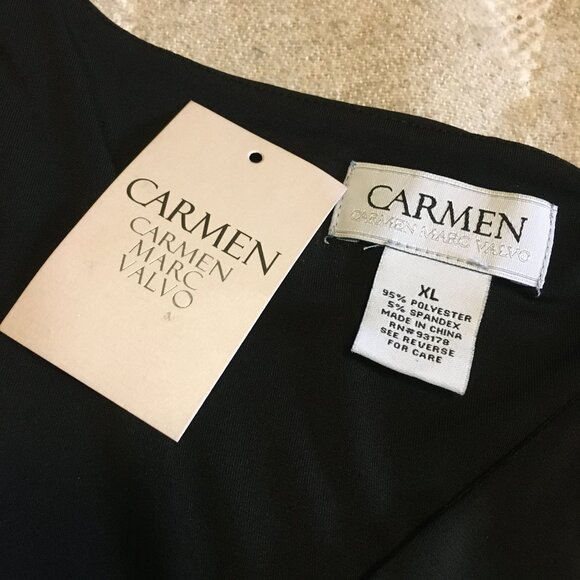 CARMEN
CARMEN
MARC
VALVO
CARMEN
CARMEN MARC VALVO
XL
95% POLYESTER
5% SPANDEX
MADE IN CHINA
RN#93178
SEE REVERSE
FOR CARE